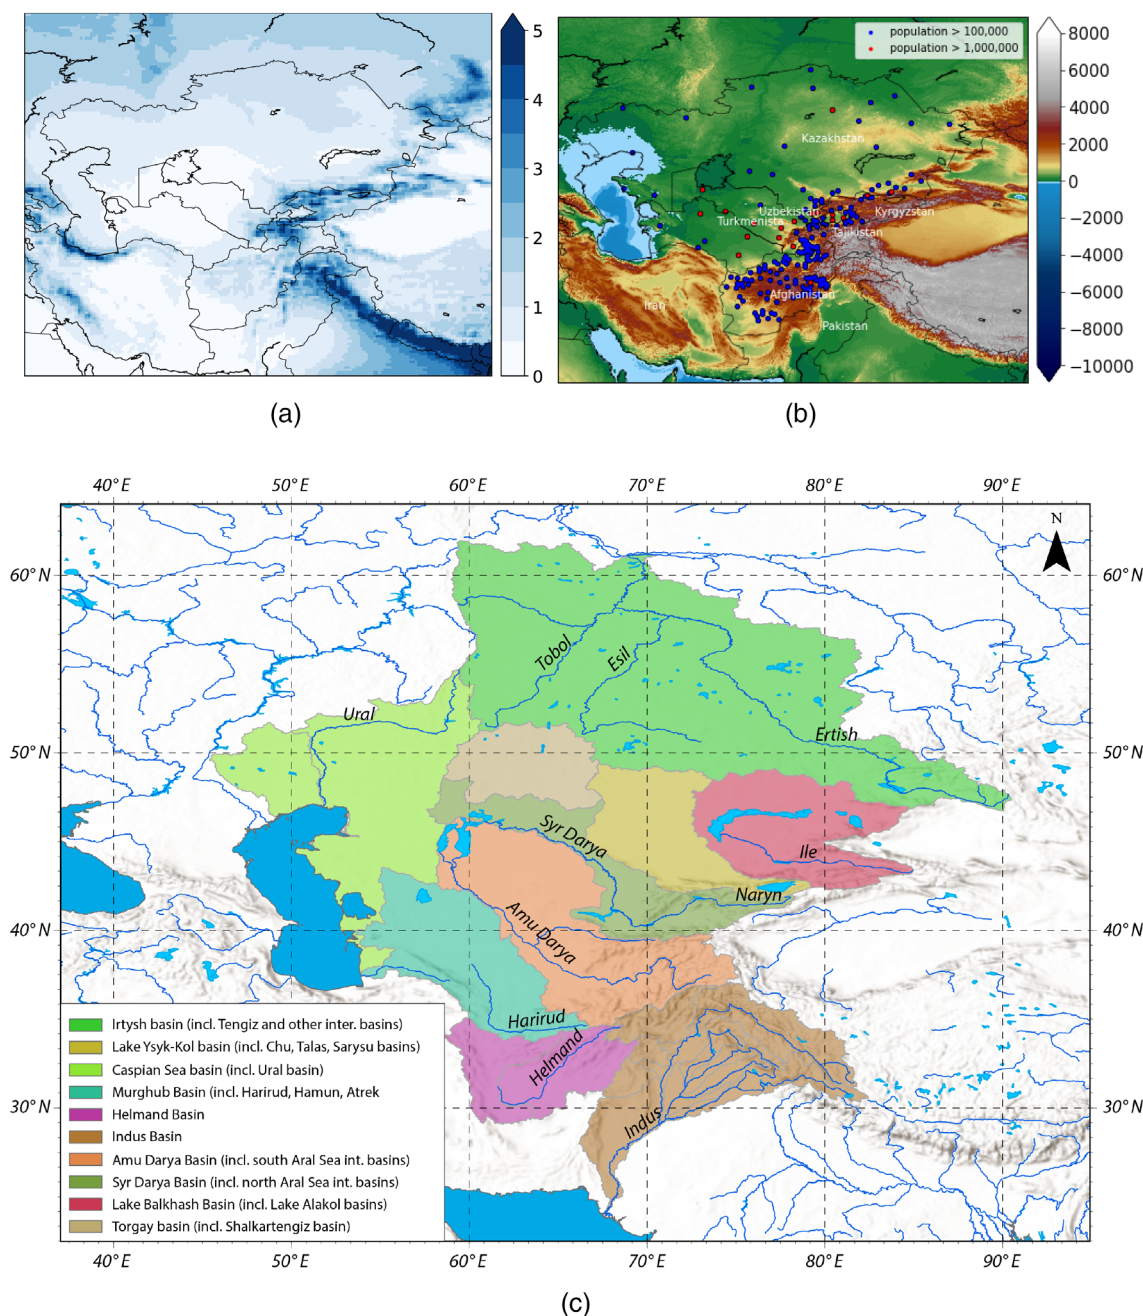 5
4
3
2
1
0
(a)
population > 100,000
population > 1,000,000
Kazakhstan
Uzbekistan
Kyrgyzstan
Turkmenista
Tajikistan
Iran
Afghanistan
Pakistan
8000
6000
4000
2000
0
−2000
−4000
−6000
−8000
−10000
(b)
40°E 50°E 60°E 70°E 80°E 90°E
N
60°N 60°N
50°N 50°N
40°N 40°N
30°N 30°N
Tobol
Esil
Ural
Ertish
Syr Darya
Ile
Naryn
Amu Darya
Harirud
Helmand
Indus
Irtysh basin (incl. Tengiz and other inter. basins)
Lake Ysyk-Kol basin (incl. Chu, Talas, Sarysu basins)
Caspian Sea basin (incl. Ural basin)
Murghub Basin (incl. Harirud, Hamun, Atrek
Helmand Basin
Indus Basin
Amu Darya Basin (incl. south Aral Sea int. basins)
Syr Darya Basin (incl. north Aral Sea int. basins)
Lake Balkhash Basin (incl. Lake Alakol basins)
Torgay basin (incl. Shalkartengiz basin)
40°E 50°E 60°E 70°E 80°E 90°E
(c)